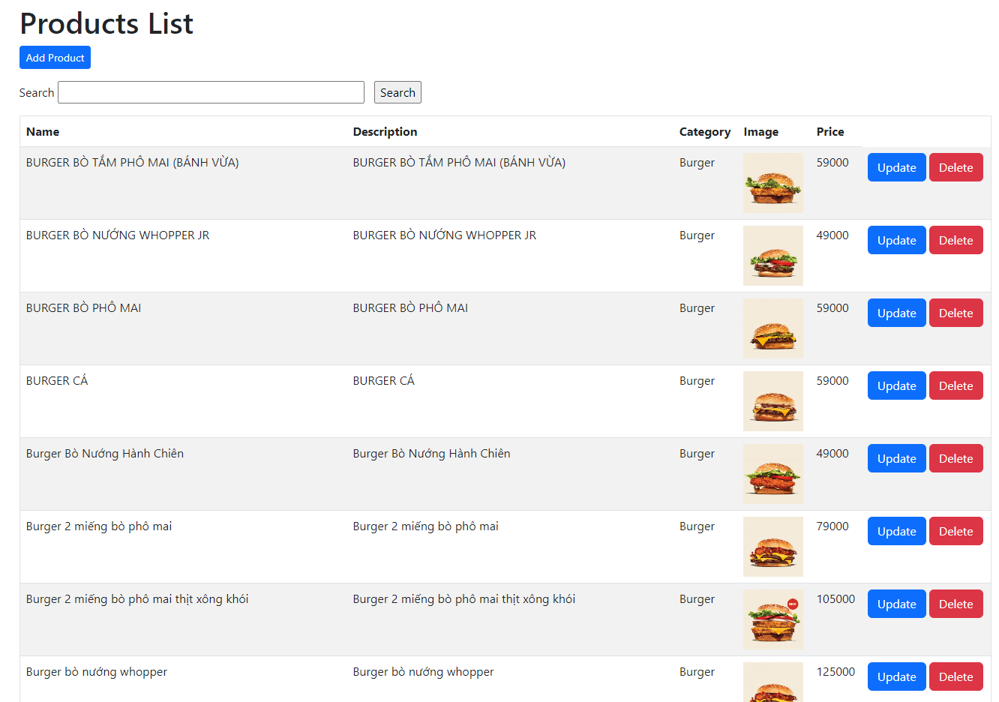 Products List
Add Product
Search Search
Name Description Category Image Price
BURGER BÒ TẮM PHÔ MAI (BÁNH VỪA) BURGER BÒ TẮM PHÔ MAI (BÁNH VỪA) Burger 59000 Update Delete
BURGER BÒ NƯỚNG WHOPPER JR BURGER BÒ NƯỚNG WHOPPER JR Burger 49000 Update Delete
BURGER BÒ PHÔ MAI BURGER BÒ PHÔ MAI Burger 59000 Update Delete
BURGER CÁ BURGER CÁ Burger 59000 Update Delete
Burger Bò Nướng Hành Chiên Burger Bò Nướng Hành Chiên Burger 49000 Update Delete
Burger 2 miếng bò phô mai Burger 2 miếng bò phô mai Burger 79000 Update Delete
Burger 2 miếng bò phô mai thịt xông khói Burger 2 miếng bò phô mai thịt xông khói Burger NEW 105000 Update Delete
Burger bò nướng whopper Burger bò nướng whopper Burger 125000 Update Delete